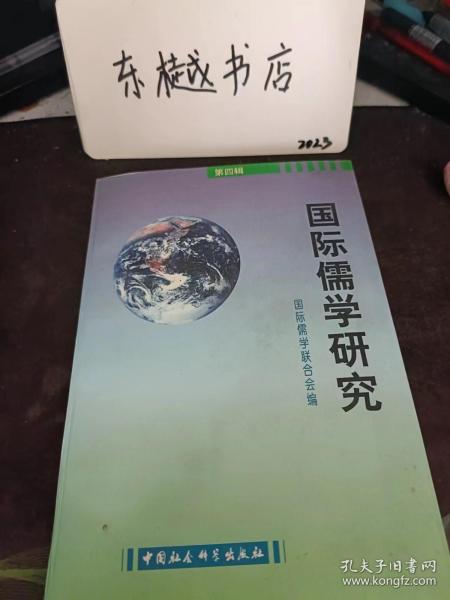 东樾书店
2023
第四辑
国际儒学研究
国际儒学联合会编
中国社会科学出版社
孔夫子旧书网
www.kongfz.com